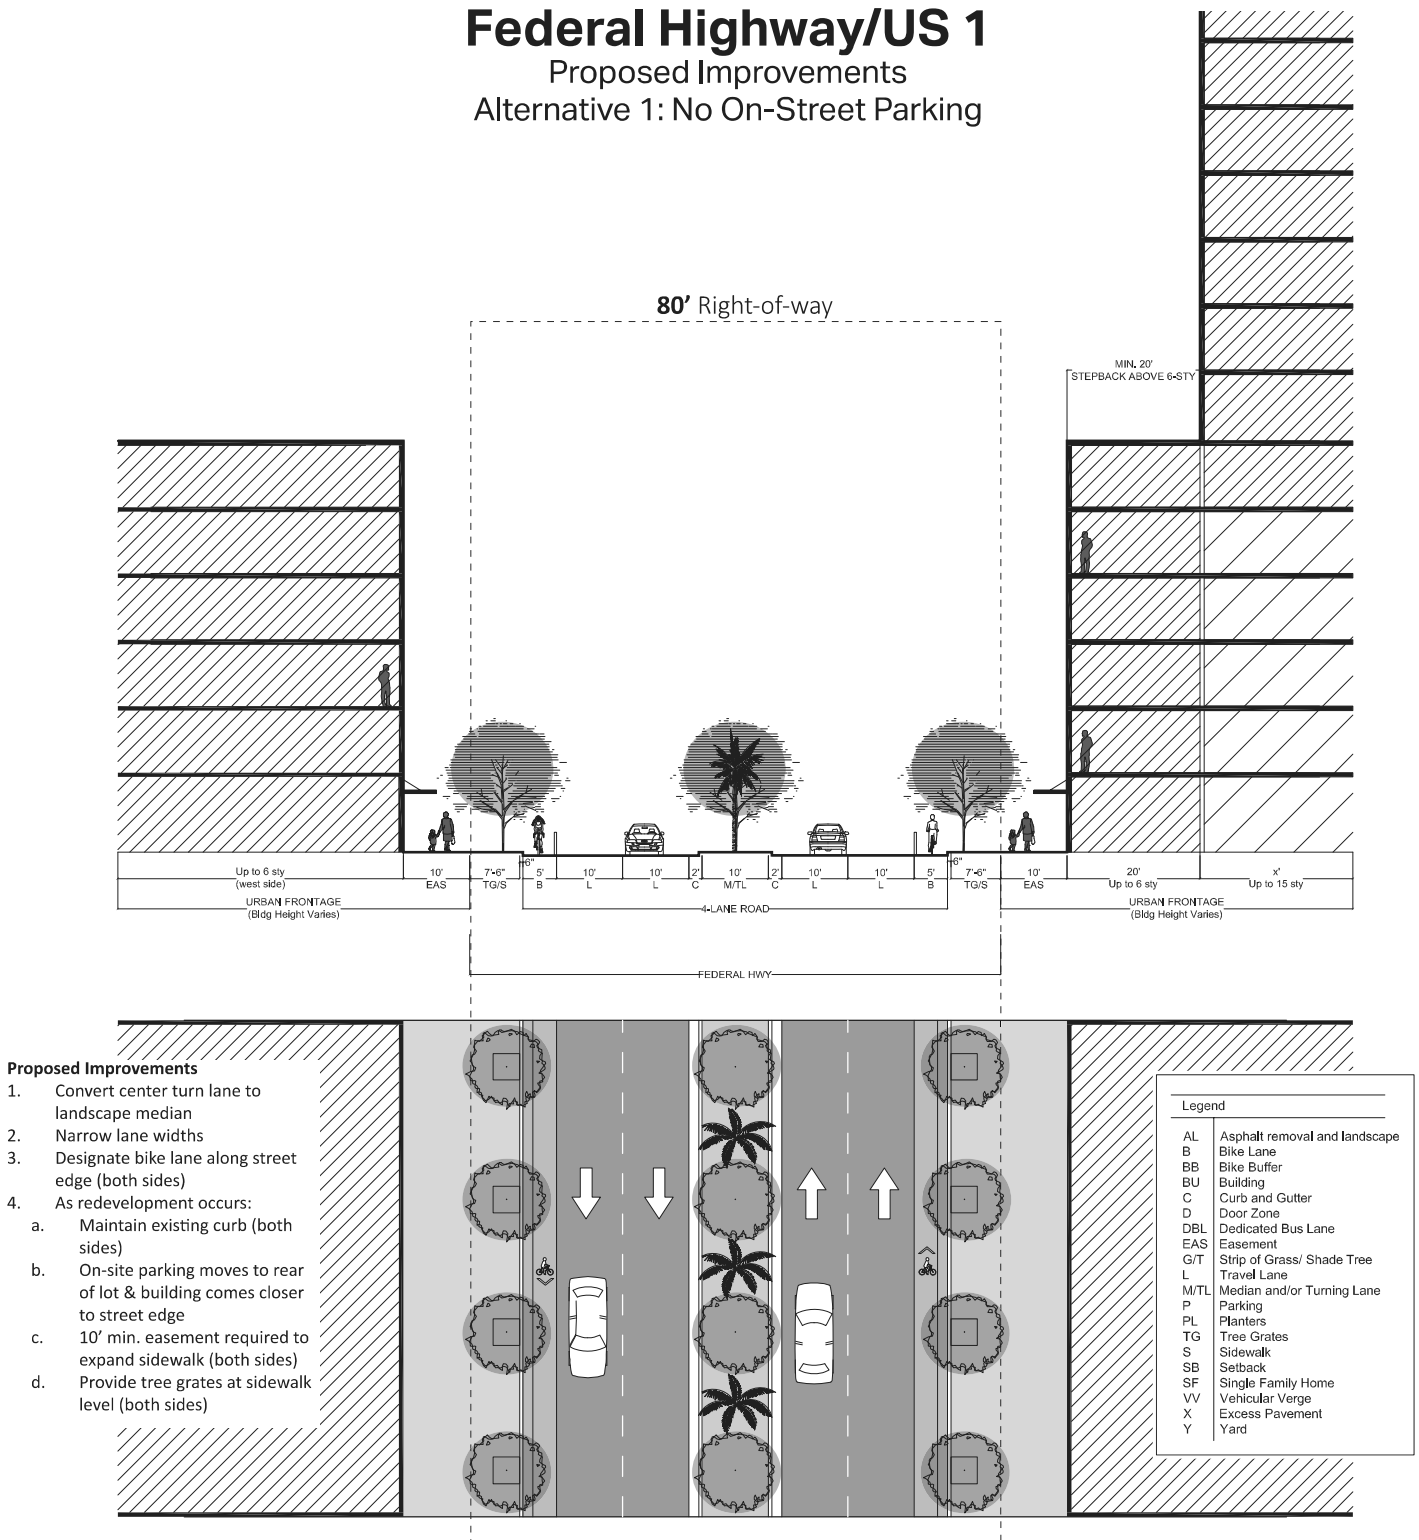 Federal Highway/US 1
Proposed Improvements
Alternative 1: No On-Street Parking
80' Right-of-way
MIN. 20'
STEPBACK ABOVE 6-STY
Up to 6 sty
(west side)
10'
EAS
7'-6"
TG/S
6"
5'
B
10'
L
10'
L
2'
C
10'
M/TL
2'
C
10'
L
10'
L
5'
B
6"
7'-6"
TG/S
10'
EAS
20'
Up to 6 sty
x'
Up to 15 sty
URBAN FRONTAGE
(Bldg Height Varies)
4-LANE ROAD
URBAN FRONTAGE
(Bldg Height Varies)
FEDERAL HWY
Proposed Improvements
1. Convert center turn lane to
landscape median
2. Narrow lane widths
3. Designate bike lane along street
edge (both sides)
4. As redevelopment occurs:
a. Maintain existing curb (both
sides)
b. On-site parking moves to rear
of lot & building comes closer
to street edge
c. 10' min. easement required to
expand sidewalk (both sides)
d. Provide tree grates at sidewalk
level (both sides)
Legend
AL Asphalt removal and landscape
B Bike Lane
BB Bike Buffer
BU Building
C Curb and Gutter
D Door Zone
DBL Dedicated Bus Lane
EAS Easement
G/T Strip of Grass/ Shade Tree
L Travel Lane
M/TL Median and/or Turning Lane
P Parking
PL Planters
TG Tree Grates
S Sidewalk
SB Setback
SF Single Family Home
VV Vehicular Verge
X Excess Pavement
Y Yard